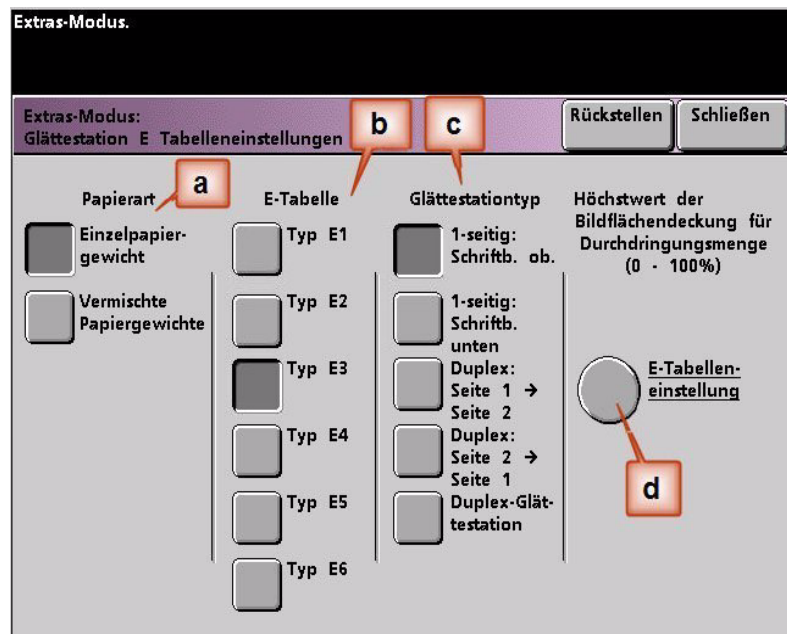 Extras-Modus.
Extras-Modus:
Glättestation E Tabelleneinstellungen
Rückstellen
Schließen
a
b
c
Papierart
Einzelpapier-
gewicht
Vermischte
Papiergewichte
E-Tabelle
Typ E1
Typ E2
Typ E3
Typ E4
Typ E5
Typ E6
Glättestationtyp
1-seitig:
Schriftb. ob.
1-seitig:
Schriftb.
unten
Duplex:
Seite 1 →
Seite 2
Duplex:
Seite 2 →
Seite 1
Duplex-Glät-
testation
Höchstwert der
Bildflächendeckung für
Durchdringungsmenge
(0 - 100%)
E-Tabellen-
einstellung
d